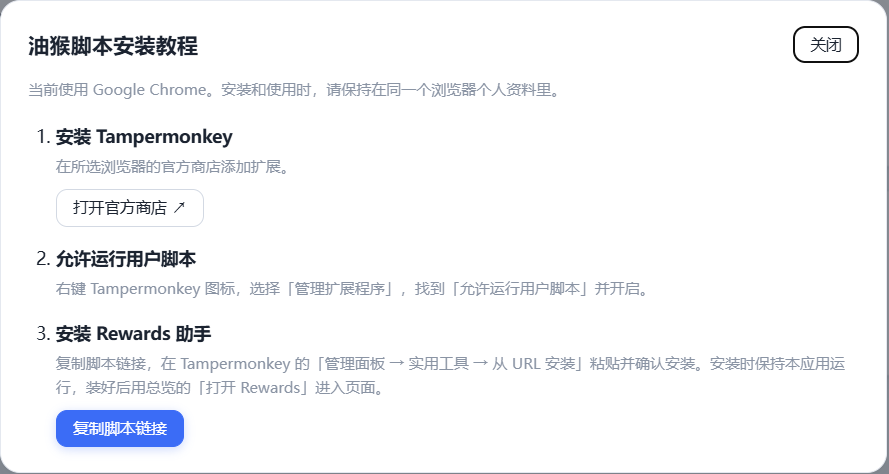 油猴脚本安装教程
关闭
当前使用 Google Chrome。安装和使用时，请保持在同一个浏览器个人资料里。
1. 安装 Tampermonkey
在所选浏览器的官方商店添加扩展。
打开官方商店 ↗
2. 允许运行用户脚本
右键 Tampermonkey 图标，选择「管理扩展程序」，找到「允许运行用户脚本」并开启。
3. 安装 Rewards 助手
复制脚本链接，在 Tampermonkey 的「管理面板 → 实用工具 → 从 URL 安装」粘贴并确认安装。安装时保持本应用运
行，装好后用总览的「打开 Rewards」进入页面。
复制脚本链接